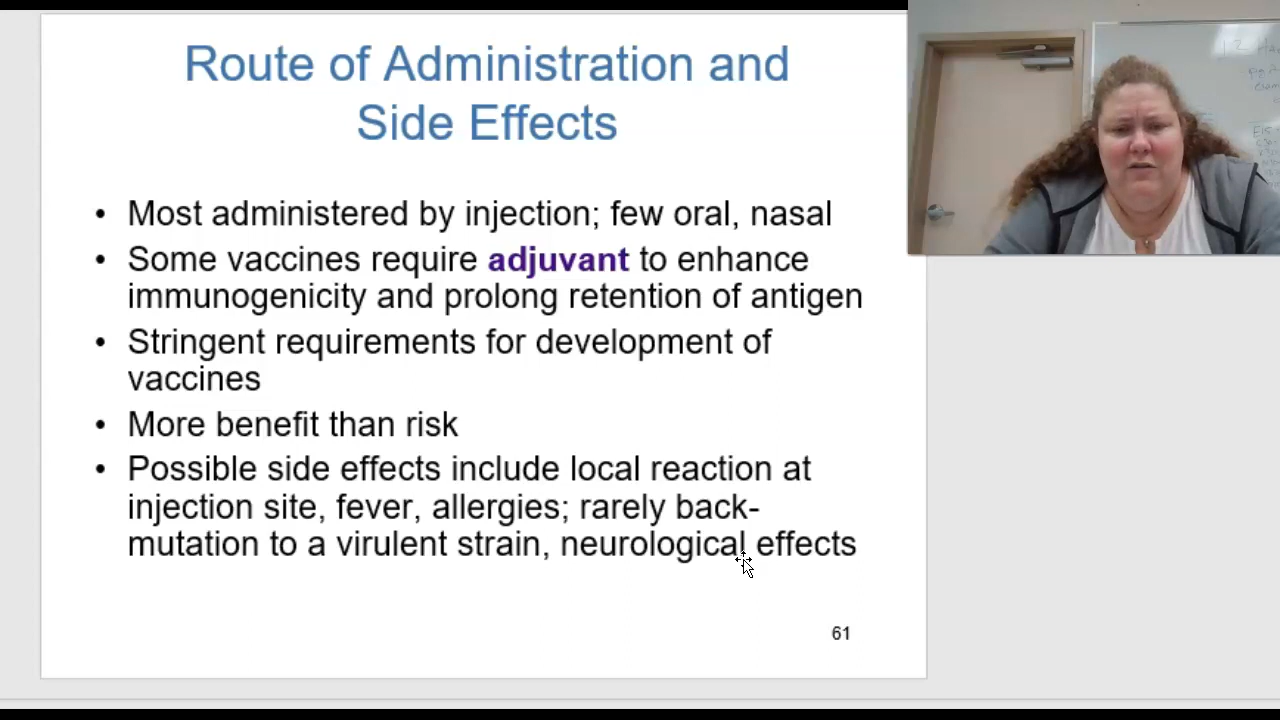 Route of Administration and
Side Effects
• Most administered by injection; few oral, nasal
• Some vaccines require adjuvant to enhance
immunogenicity and prolong retention of antigen
• Stringent requirements for development of
vaccines
• More benefit than risk
• Possible side effects include local reaction at
injection site, fever, allergies; rarely back-
mutation to a virulent strain, neurological effects
61